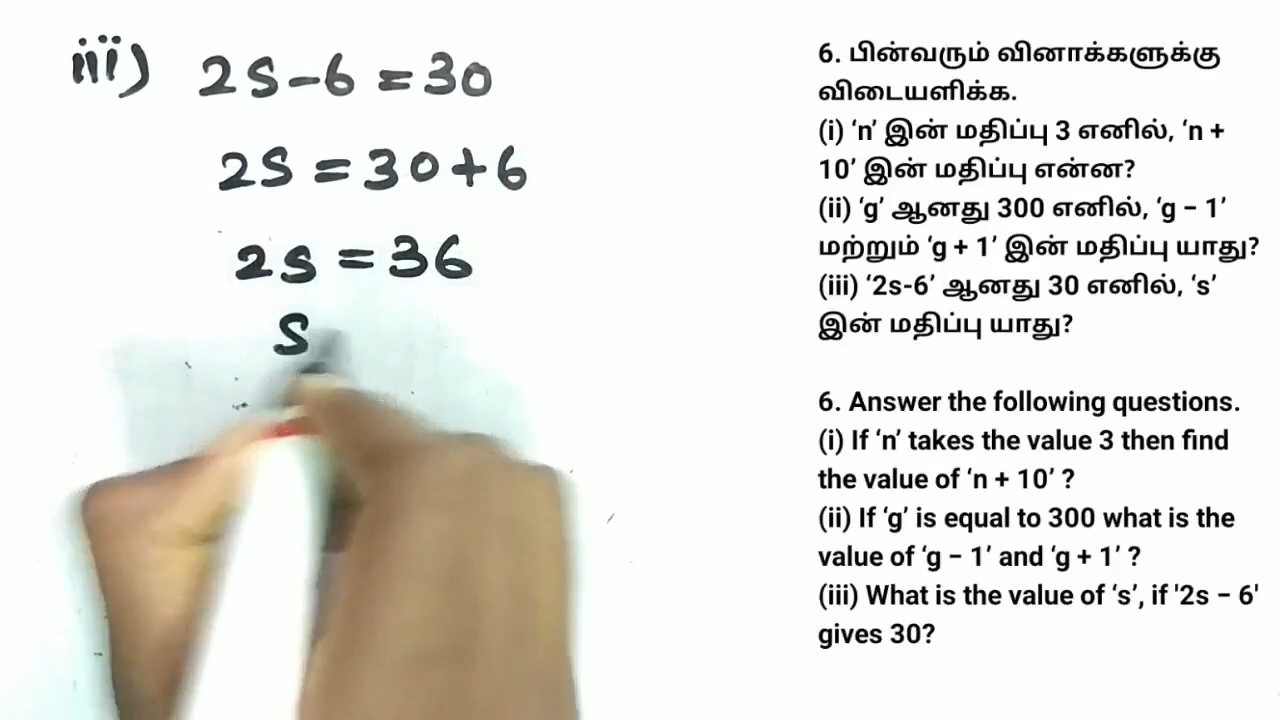 iii) 2S-6 = 30
2S = 30+6
2S = 36
S
6. பின்வரும் வினாக்களுக்கு
விடையளிக்க.
(i) ‘n’ இன் மதிப்பு 3 எனில், ‘n +
10’ இன் மதிப்பு என்ன?
(ii) ‘g’ ஆனது 300 எனில், ‘g − 1’
மற்றும் ‘g + 1’ இன் மதிப்பு யாது?
(iii) ‘2s-6’ ஆனது 30 எனில், ‘s’
இன் மதிப்பு யாது?
6. Answer the following questions.
(i) If ‘n’ takes the value 3 then find
the value of ‘n + 10’ ?
(ii) If ‘g’ is equal to 300 what is the
value of ‘g − 1’ and ‘g + 1’ ?
(iii) What is the value of ‘s’, if '2s − 6'
gives 30?